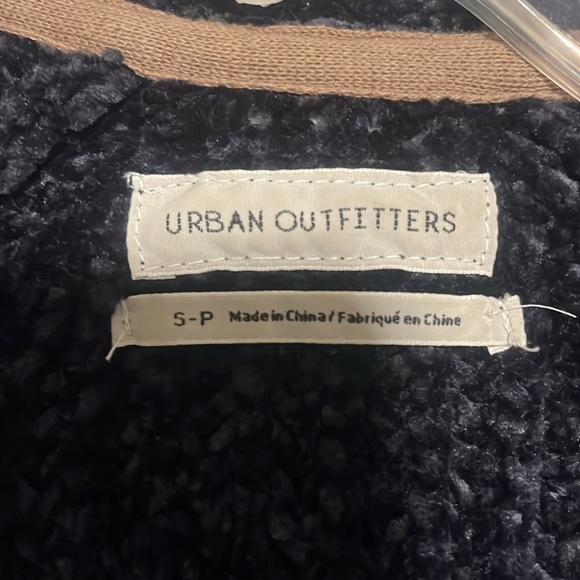 URBAN OUTFITTERS
S-P Made in China / Fabriqué en Chine